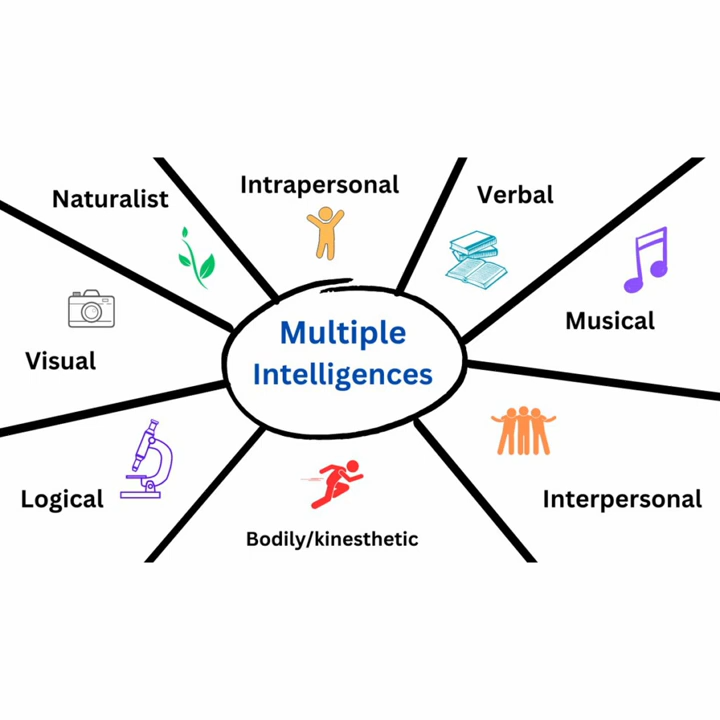 Naturalist
Intrapersonal
Verbal
Visual
Multiple
Intelligences
Musical
Logical
Bodily/kinesthetic
Interpersonal